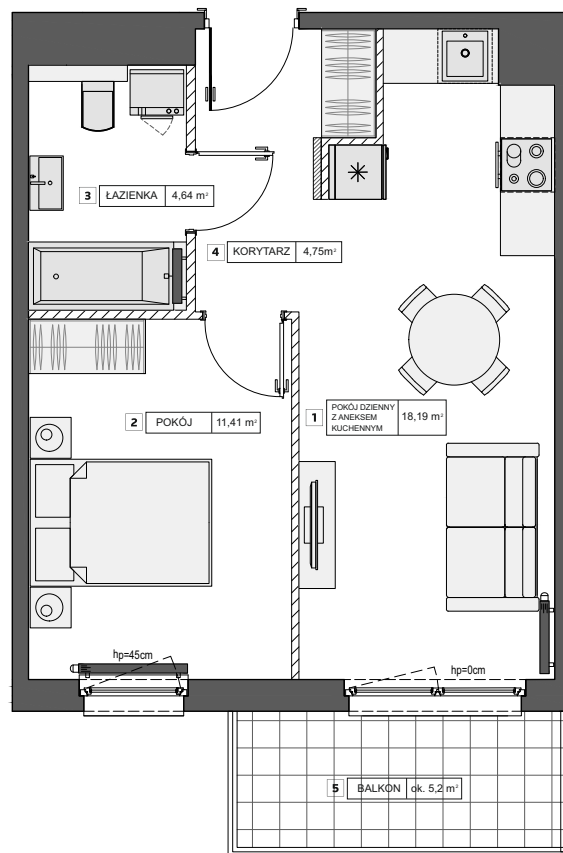 3 ŁAZIENKA 4,64 m²
4 KORYTARZ 4,75m²
1 POKÓJ DZIENNY
Z ANEKSEM
KUCHENNYM
18,19 m²
2 POKÓJ 11,41 m²
hp=45cm
hp=0cm
5 BALKON ok. 5,2 m²